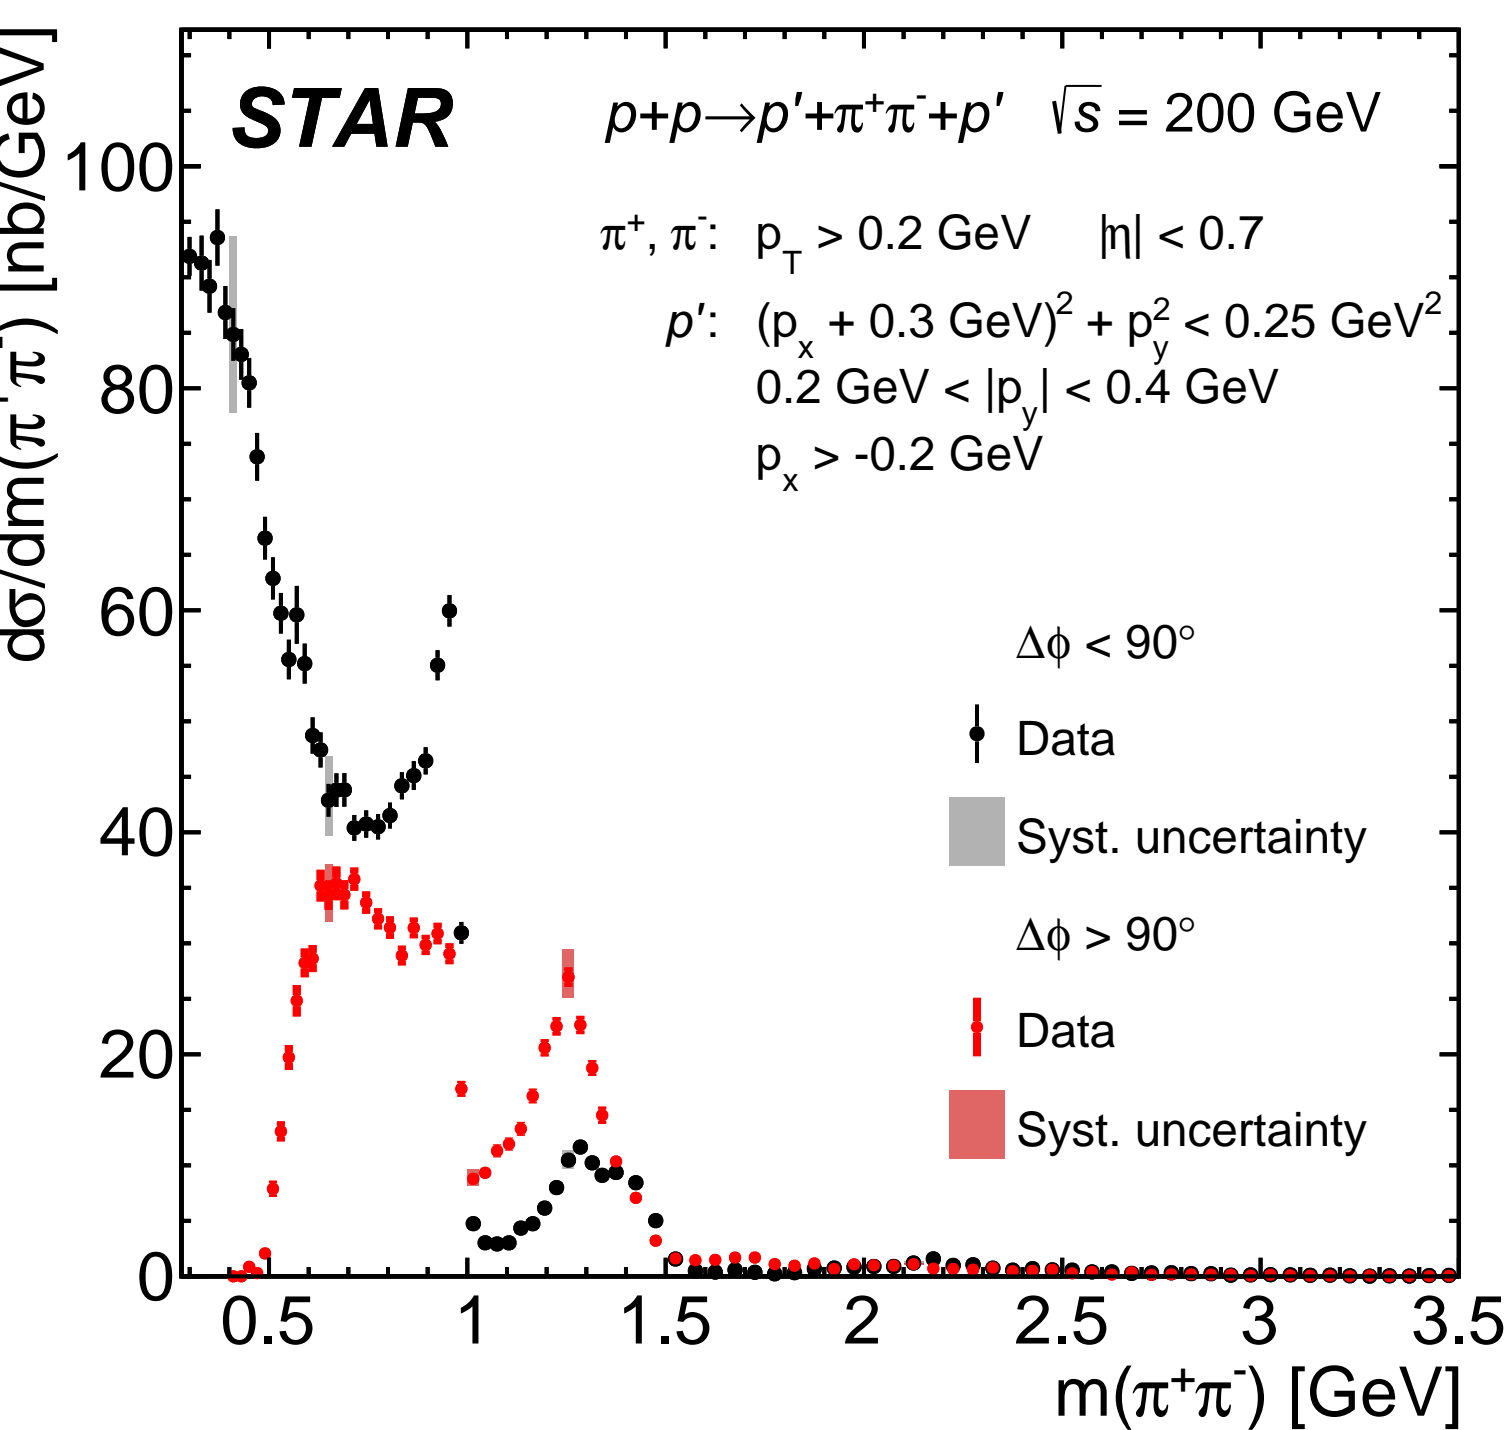 STAR
p+p→p′+π⁺π⁻+p′ √s = 200 GeV
π⁺, π⁻: p_T > 0.2 GeV |η| < 0.7
p′: (p_x + 0.3 GeV)² + p_y² < 0.25 GeV²
0.2 GeV < |p_y| < 0.4 GeV
p_x > -0.2 GeV
Δϕ < 90°
Data
Syst. uncertainty
Δϕ > 90°
Data
Syst. uncertainty
dσ/dm(π⁺π⁻) [nb/GeV]
100
80
60
40
20
0
0.5 1 1.5 2 2.5 3 3.5
m(π⁺π⁻) [GeV]